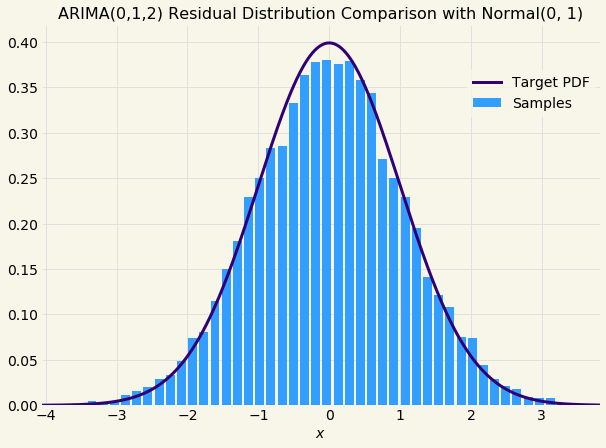 ARIMA(0,1,2) Residual Distribution Comparison with Normal(0, 1)
0.40
0.35
0.30
0.25
0.20
0.15
0.10
0.05
0.00
Target PDF
Samples
−4 −3 −2 −1 0 1 2 3
x